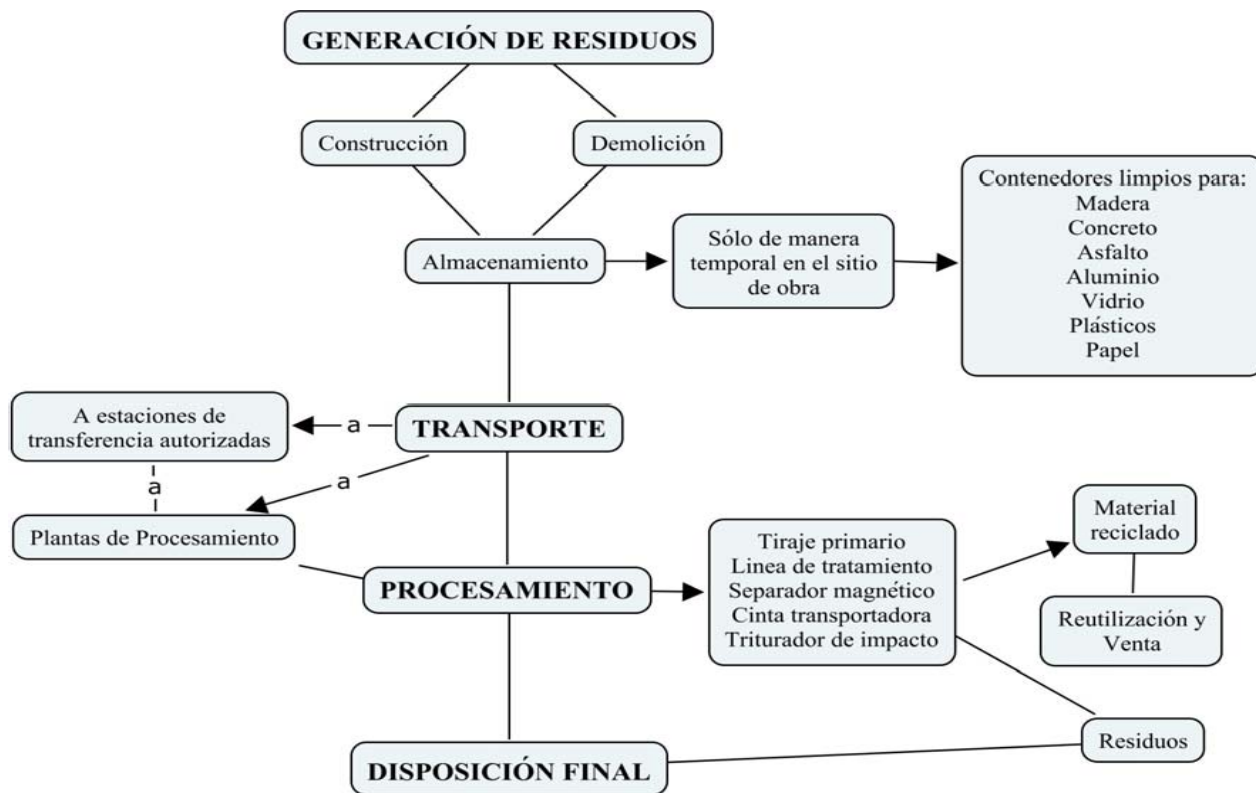 GENERACIÓN DE RESIDUOS
Construcción
Demolición
Almacenamiento
Sólo de manera
temporal en el sitio
de obra
Contenedores limpios para:
Madera
Concreto
Asfalto
Aluminio
Vidrio
Plásticos
Papel
A estaciones de
transferencia autorizadas
a
TRANSPORTE
a
a
Plantas de Procesamiento
PROCESAMIENTO
Tiraje primario
Linea de tratamiento
Separador magnético
Cinta transportadora
Triturador de impacto
Material
reciclado
Reutilización y
Venta
Residuos
DISPOSICIÓN FINAL